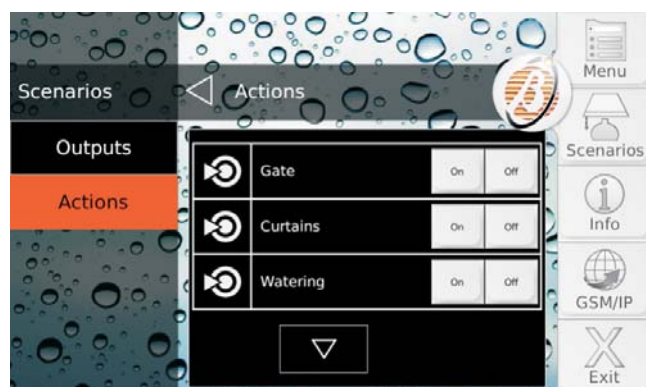 Scenarios
Actions
Outputs
Actions
Gate On Off
Curtains On Off
Watering On Off
Menu
Scenarios
Info
GSM/IP
Exit